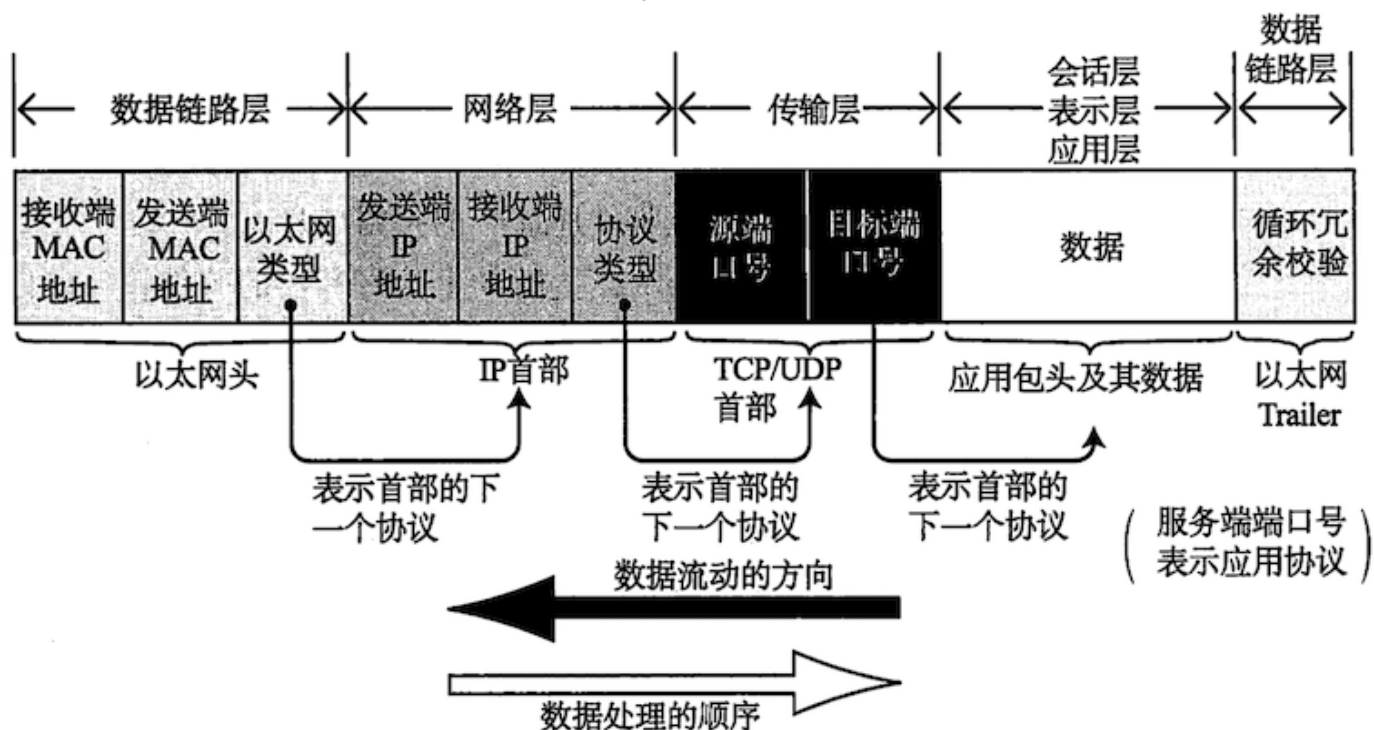 数据链路层
网络层
传输层
会话层
表示层
应用层
数据
链路层
接收端
MAC
地址
发送端
MAC
地址
以太网
类型
发送端
IP
地址
接收端
IP
地址
协议
类型
源端
口号
目标端
口号
数据
循环冗
余校验
以太网头
IP首部
TCP/UDP
首部
应用包头及其数据
以太网
Trailer
表示首部的下
一个协议
表示首部的
下一个协议
表示首部的
下一个协议
(服务端端口号
表示应用协议)
数据流动的方向
数据处理的顺序